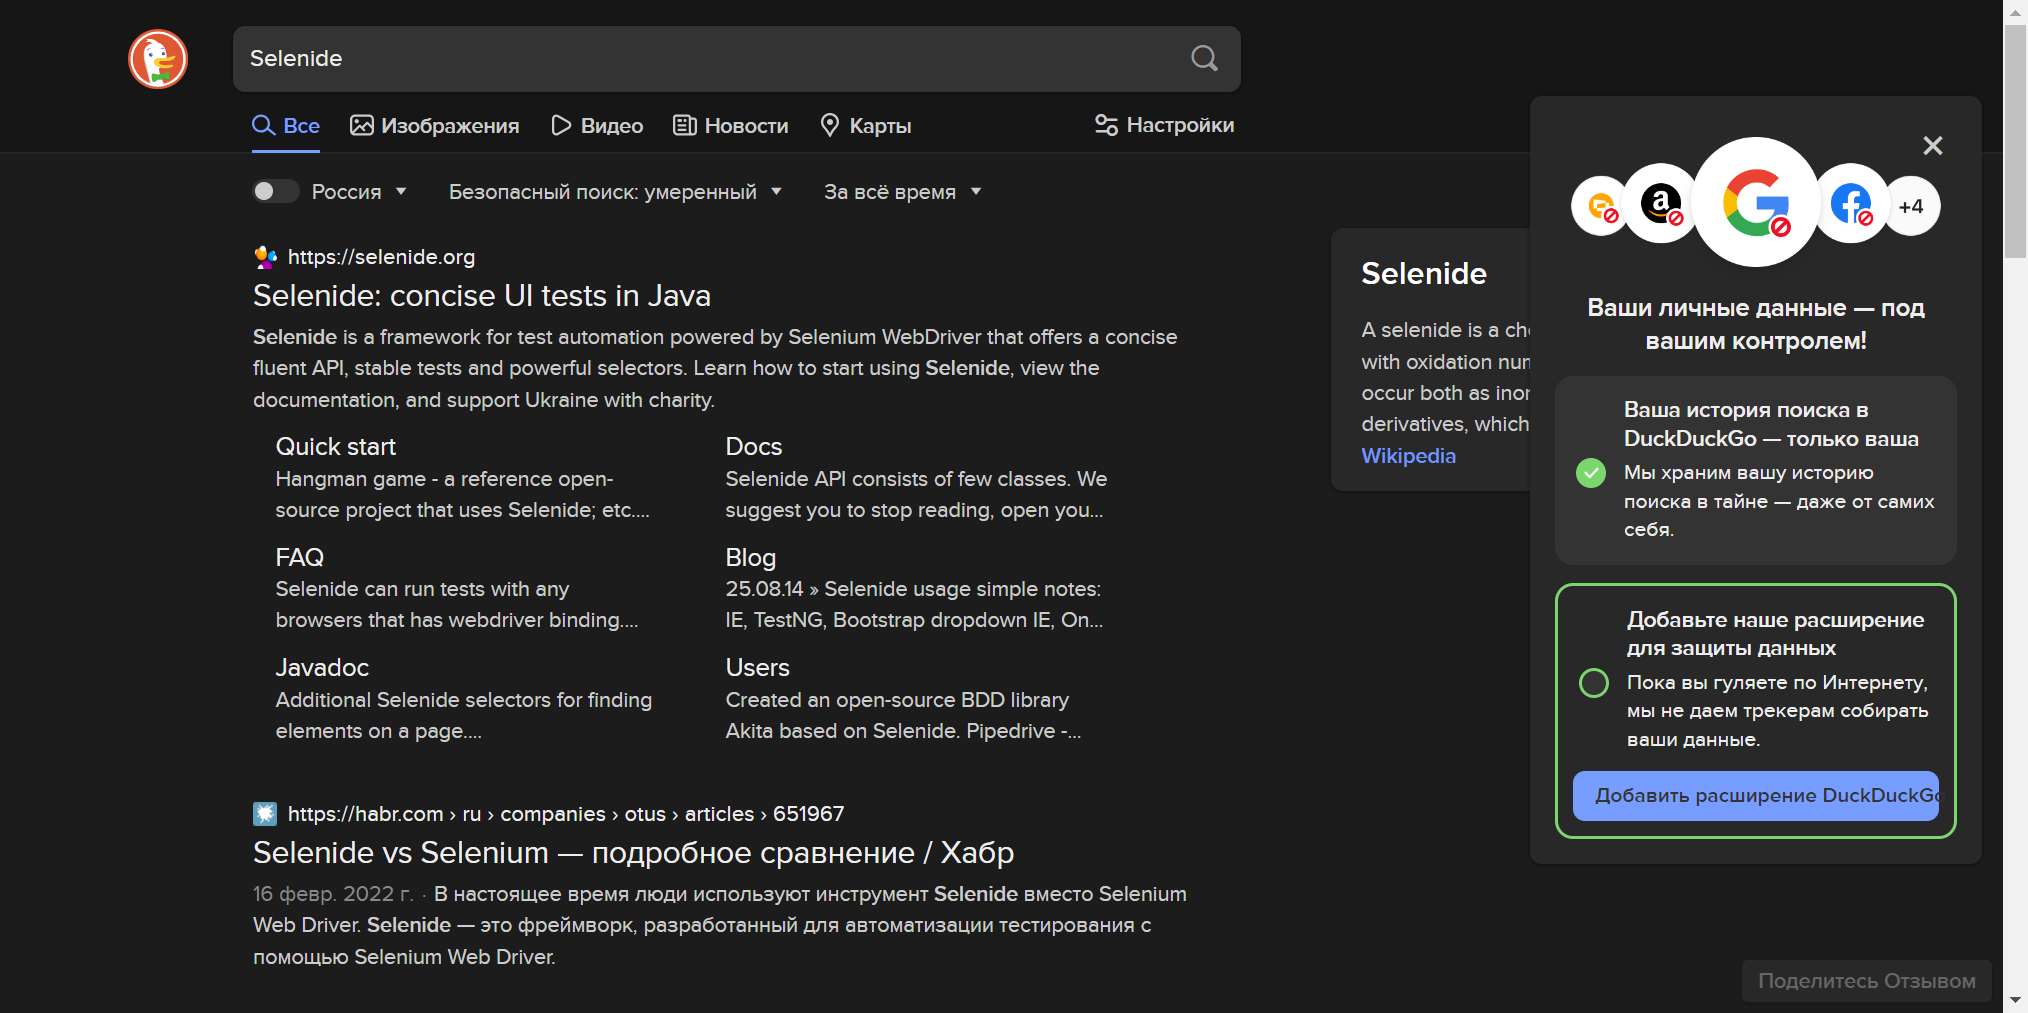 Selenide
Все
Изображения
Видео
Новости
Карты
Настройки
Россия
Безопасный поиск: умеренный
За всё время
https://selenide.org
Selenide: concise UI tests in Java
Selenide is a framework for test automation powered by Selenium WebDriver that offers a concise
fluent API, stable tests and powerful selectors. Learn how to start using Selenide, view the
documentation, and support Ukraine with charity.
Quick start
Hangman game - a reference open-
source project that uses Selenide; etc....
Docs
Selenide API consists of few classes. We
suggest you to stop reading, open you...
FAQ
Selenide can run tests with any
browsers that has webdriver binding....
Blog
25.08.14 » Selenide usage simple notes:
IE, TestNG, Bootstrap dropdown IE, On...
Javadoc
Additional Selenide selectors for finding
elements on a page....
Users
Created an open-source BDD library
Akita based on Selenide. Pipedrive -...
https://habr.com › ru › companies › otus › articles › 651967
Selenide vs Selenium — подробное сравнение / Хабр
16 февр. 2022 г. · В настоящее время люди используют инструмент Selenide вместо Selenium
Web Driver. Selenide — это фреймворк, разработанный для автоматизации тестирования с
помощью Selenium Web Driver.
Selenide
A selenide is a
with oxidation
occur both as
derivatives, which
Wikipedia
a
+4
Ваши личные данные — под
вашим контролем!
Ваша история поиска в
DuckDuckGo — только ваша
Мы храним вашу историю
поиска в тайне — даже от самих
себя.
Добавьте наше расширение
для защиты данных
Пока вы гуляете по Интернету,
мы не даем трекерам собирать
ваши данные.
Добавить расширение DuckDuckGo
Поделитесь Отзывом